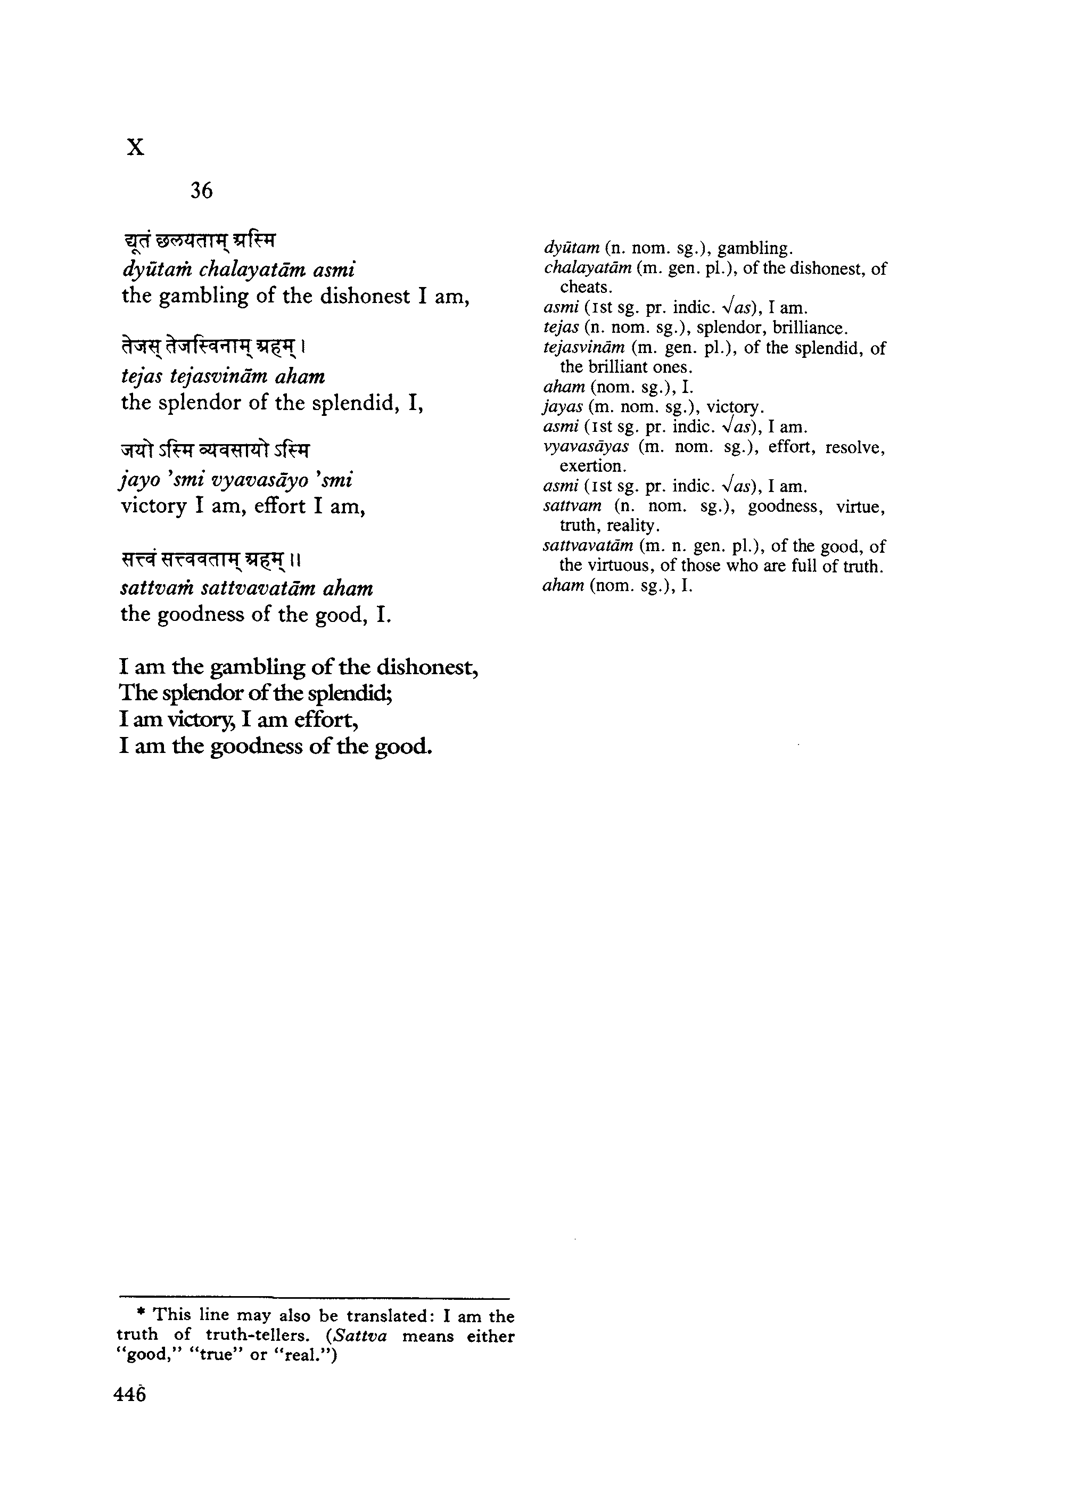 X
36
द्यूतं छलयताम् अस्मि
dyūtaṁ chalayatām asmi
the gambling of the dishonest I am,
तेजस् तेजस्विनाम् अहम् ।
tejas tejasvinām aham
the splendor of the splendid, I,
जयो ऽस्मि व्यवसायो ऽस्मि
jayo ’smi vyavasāyo ’smi
victory I am, effort I am,
सत्त्वं सत्त्ववताम् अहम् ॥
sattvaṁ sattvavatām aham
the goodness of the good, I.
I am the gambling of the dishonest,
The splendor of the splendid;
I am victory, I am effort,
I am the goodness of the good.
dyūtam (n. nom. sg.), gambling.
chalayatām (m. gen. pl.), of the dishonest, of
cheats.
asmi (1st sg. pr. indic. √as), I am.
tejas (n. nom. sg.), splendor, brilliance.
tejasvinām (m. gen. pl.), of the splendid, of
the brilliant ones.
aham (nom. sg.), I.
jayas (m. nom. sg.), victory.
asmi (1st sg. pr. indic. √as), I am.
vyavasāyas (m. nom. sg.), effort, resolve,
exertion.
asmi (1st sg. pr. indic. √as), I am.
sattvam (n. nom. sg.), goodness, virtue,
truth, reality.
sattvavatām (m. n. gen. pl.), of the good, of
the virtuous, of those who are full of truth.
aham (nom. sg.), I.
* This line may also be translated: I am the
truth of truth-tellers. (Sattva means either
“good,” “true” or “real.”)
446